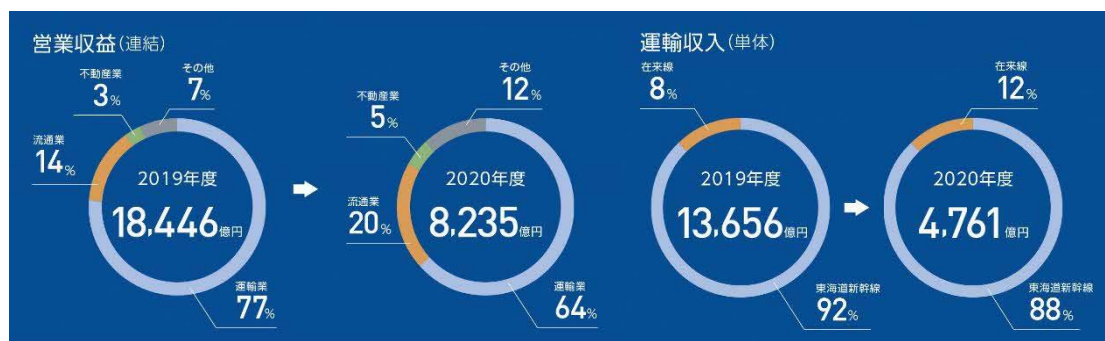 営業収益(連結)
不動産業
3%
その他
7%
流通業
14%
2019年度
18,446億円
運輸業
77%
その他
12%
不動産業
5%
流通業
20%
2020年度
8,235億円
運輸業
64%
運輸収入(単体)
在来線
8%
2019年度
13,656億円
東海道新幹線
92%
在来線
12%
2020年度
4,761億円
東海道新幹線
88%